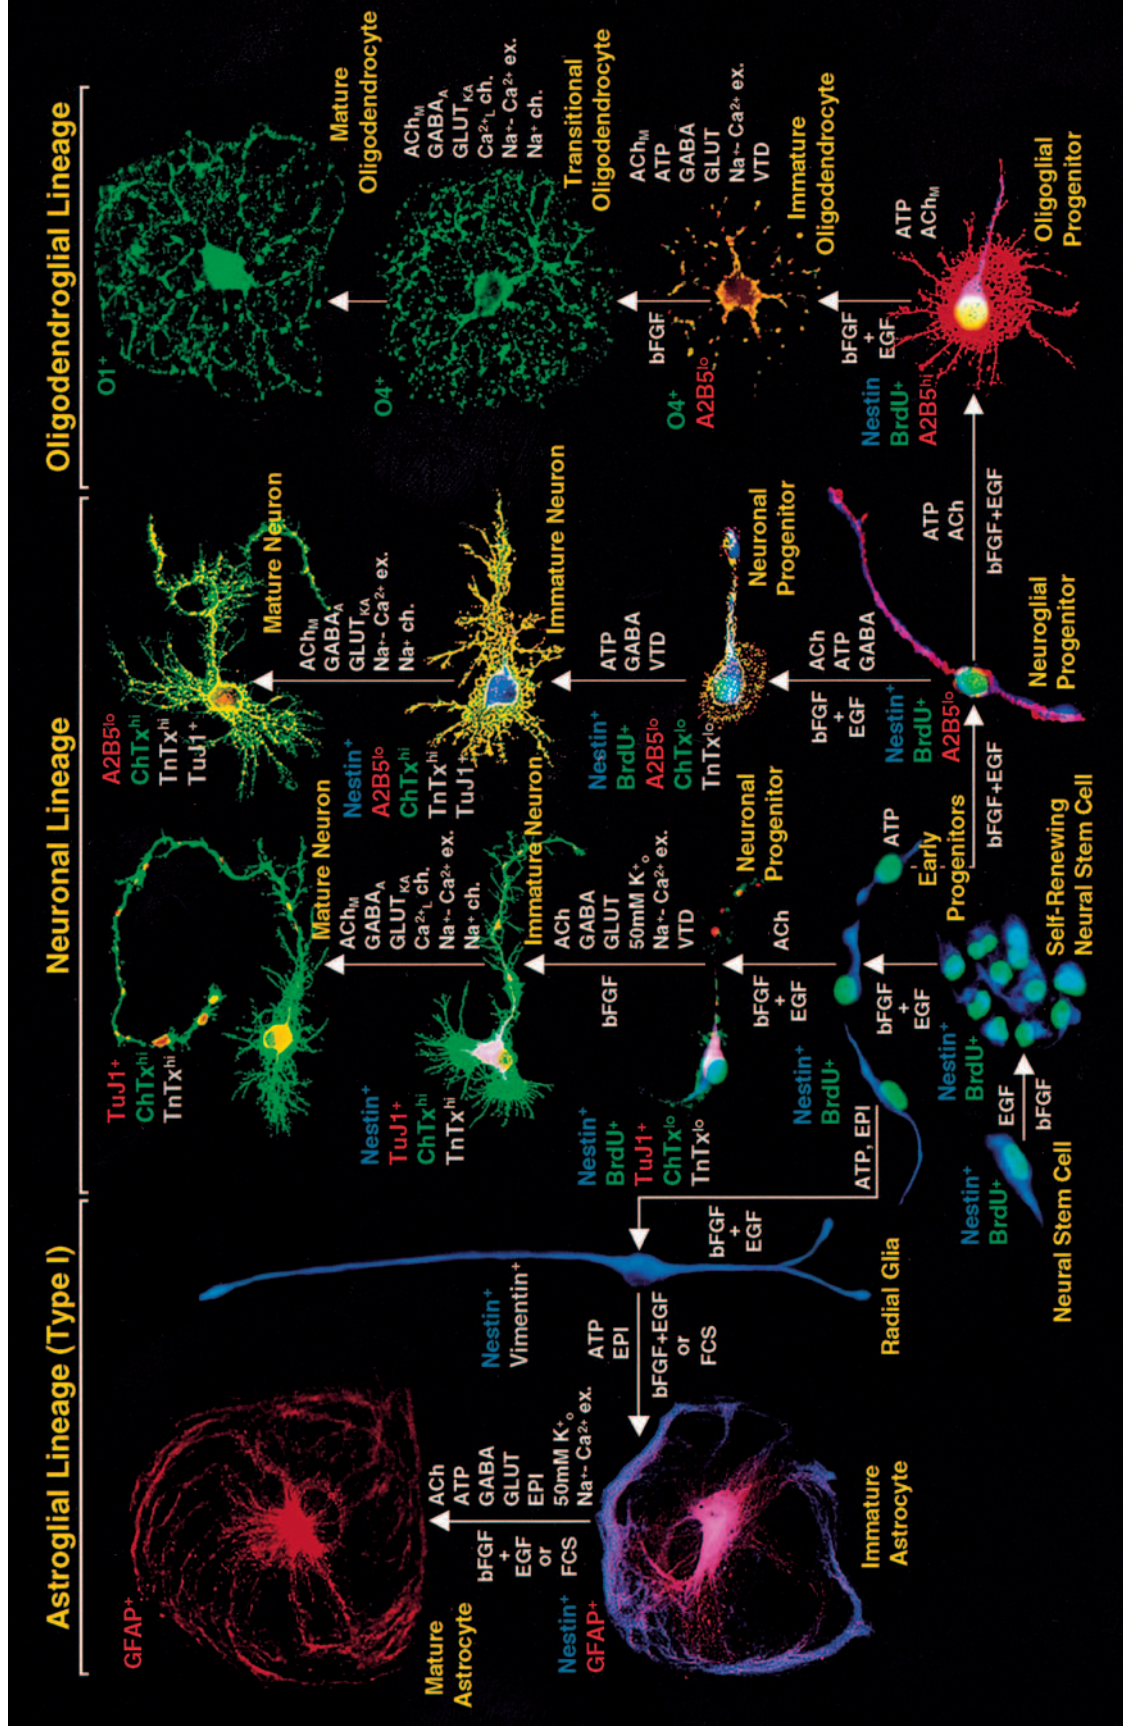 Astroglial Lineage (Type I)
Neuronal Lineage
Oligodendroglial Lineage
GFAP⁺
Mature
Astrocyte
bFGF
+
EGF
or
FCS
ACh
ATP
GABA
GLUT
EPI
50mM K⁺ₒ
Na⁺- Ca²⁺ ex.
Nestin⁺
GFAP⁺
Immature
Astrocyte
ATP
EPI
bFGF+EGF
or
FCS
Nestin⁺
Vimentin⁺
Radial Glia
bFGF
+
EGF
ATP, EPI
TuJ1⁺
ChTxʰⁱ
TnTxʰⁱ
Mature Neuron
AChM
GABAA
GLUTKA
Ca²⁺L ch.
Na⁺- Ca²⁺ ex.
Na⁺ ch.
Nestin⁺
TuJ1⁺
ChTxʰⁱ
TnTxʰⁱ
Immature Neuron
bFGF
ACh
GABA
GLUT
50mM K⁺ₒ
Na⁺- Ca²⁺ ex.
VTD
Nestin⁺
BrdU⁺
TuJ1⁺
ChTxˡᵒ
TnTxˡᵒ
Neuronal
Progenitor
bFGF
+
EGF
ACh
Nestin⁺
BrdU⁺
ATP
Early
Progenitors
bFGF
+
EGF
Nestin⁺
BrdU⁺
Self-Renewing
Neural Stem Cell
EGF
bFGF
Nestin⁺
BrdU⁺
Neural Stem Cell
bFGF+EGF
A2B5ˡᵒ
ChTxʰⁱ
TnTxʰⁱ
TuJ1⁺
Mature Neuron
AChM
GABAA
GLUTKA
Na⁺- Ca²⁺ ex.
Na⁺ ch.
Nestin⁺
A2B5ˡᵒ
ChTxʰⁱ
TnTxʰⁱ
TuJ1⁺
Immature Neuron
ATP
GABA
VTD
Nestin⁺
BrdU⁺
A2B5ˡᵒ
ChTxˡᵒ
TnTxˡᵒ
Neuronal
Progenitor
bFGF
+
EGF
ACh
ATP
GABA
Nestin⁺
BrdU⁺
A2B5ˡᵒ
Neuroglial
Progenitor
ATP
ACh
bFGF+EGF
O1⁺
Mature
Oligodendrocyte
O4⁺
AChM
GABAA
GLUTKA
Ca²⁺L ch.
Na⁺- Ca²⁺ ex.
Na⁺ ch.
Transitional
Oligodendrocyte
bFGF
AChM
ATP
GABA
GLUT
Na⁺- Ca²⁺ ex.
VTD
O4⁺
A2B5ˡᵒ
• Immature
Oligodendrocyte
bFGF
+
EGF
ATP
AChM
Nestin
BrdU⁺
A2B5ʰⁱ
Oligoglial
Progenitor